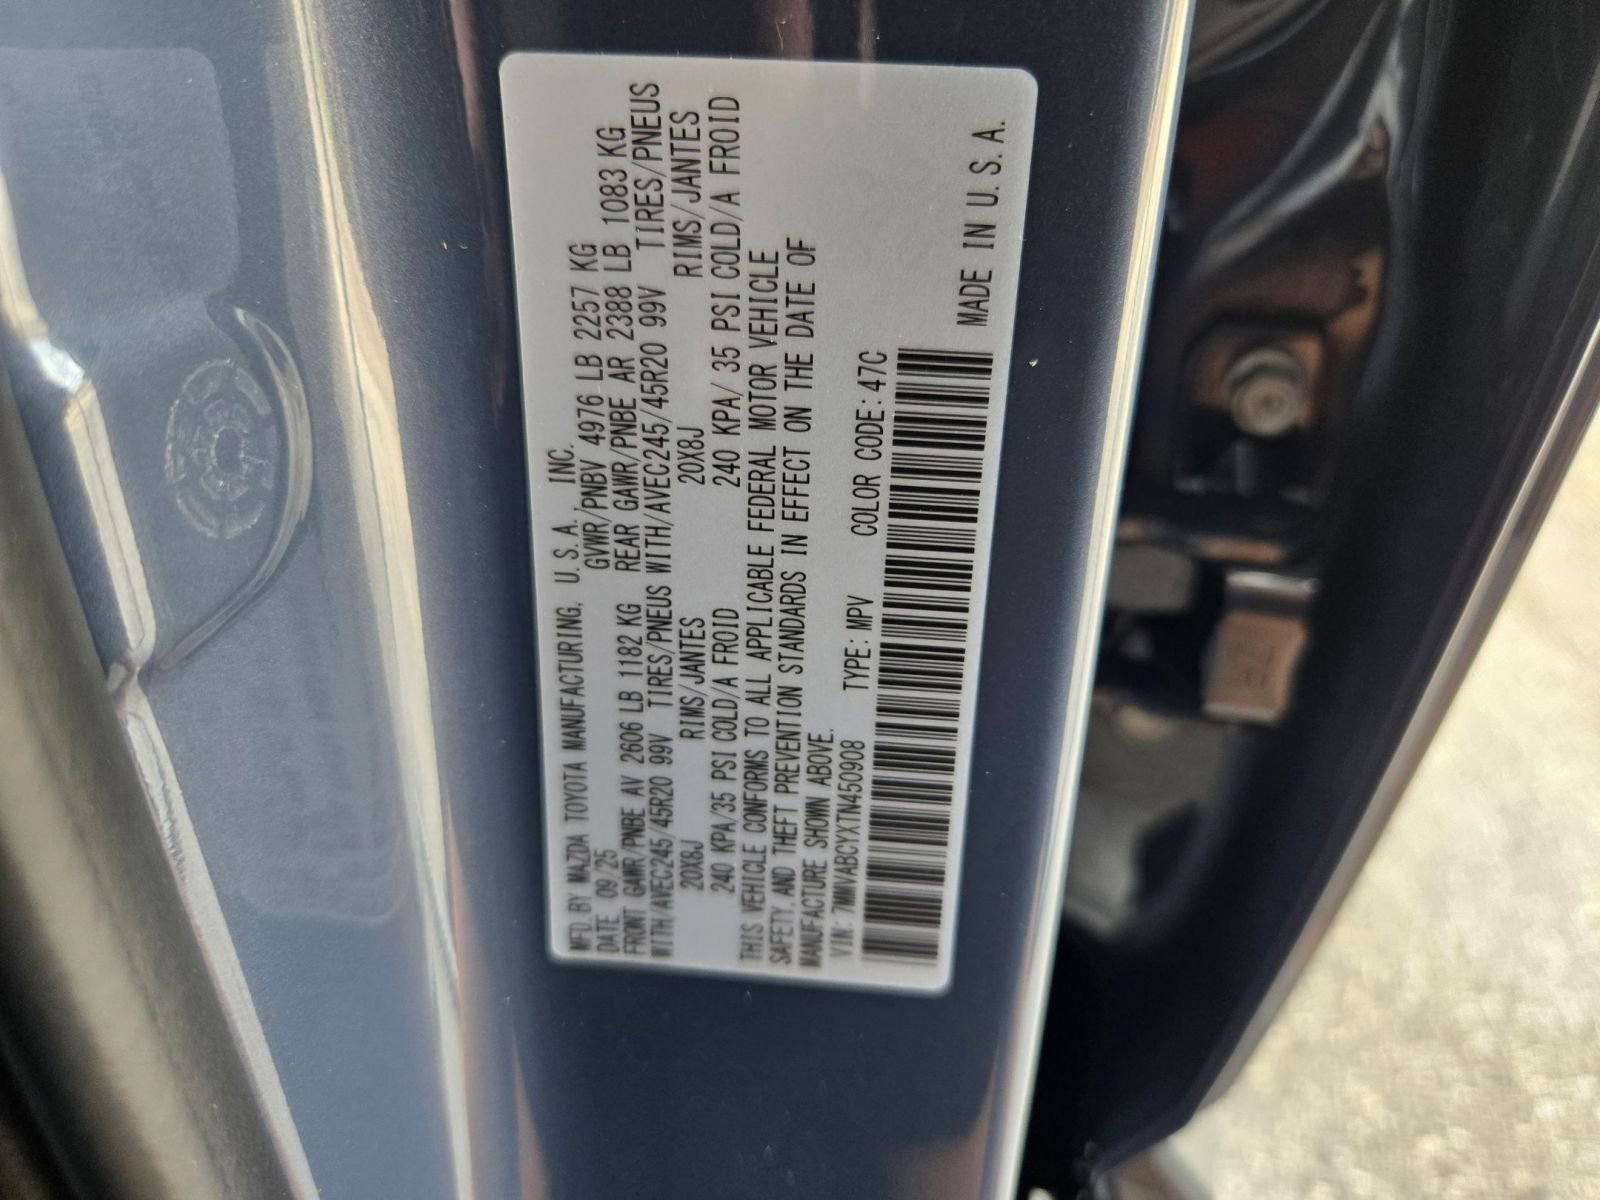 MFD. BY MAZDA TOYOTA MANUFACTURING, U.S.A., INC.
DATE 09/25 GVWR/PNBV 4976 LB 2257 KG
FRONT GAWR/PNBE AV 2606 LB 1182 KG REAR GAWR/PNBE AR 2388 LB 1083 KG
WITH/AVEC245/45R20 99V TIRES/PNEUS WITH/AVEC245/45R20 99V TIRES/PNEUS
20X8J RIMS/JANTES 20X8J RIMS/JANTES
240 KPA/35 PSI COLD/A FROID 240 KPA/ 35 PSI COLD/A FROID
THIS VEHICLE CONFORMS TO ALL APPLICABLE FEDERAL MOTOR VEHICLE
SAFETY, AND THEFT PREVENTION STANDARDS IN EFFECT ON THE DATE OF
MANUFACTURE SHOWN ABOVE.
VIN: 7MMVABCYXTN450908 TYPE: MPV COLOR CODE: 47C
MADE IN U.S.A.